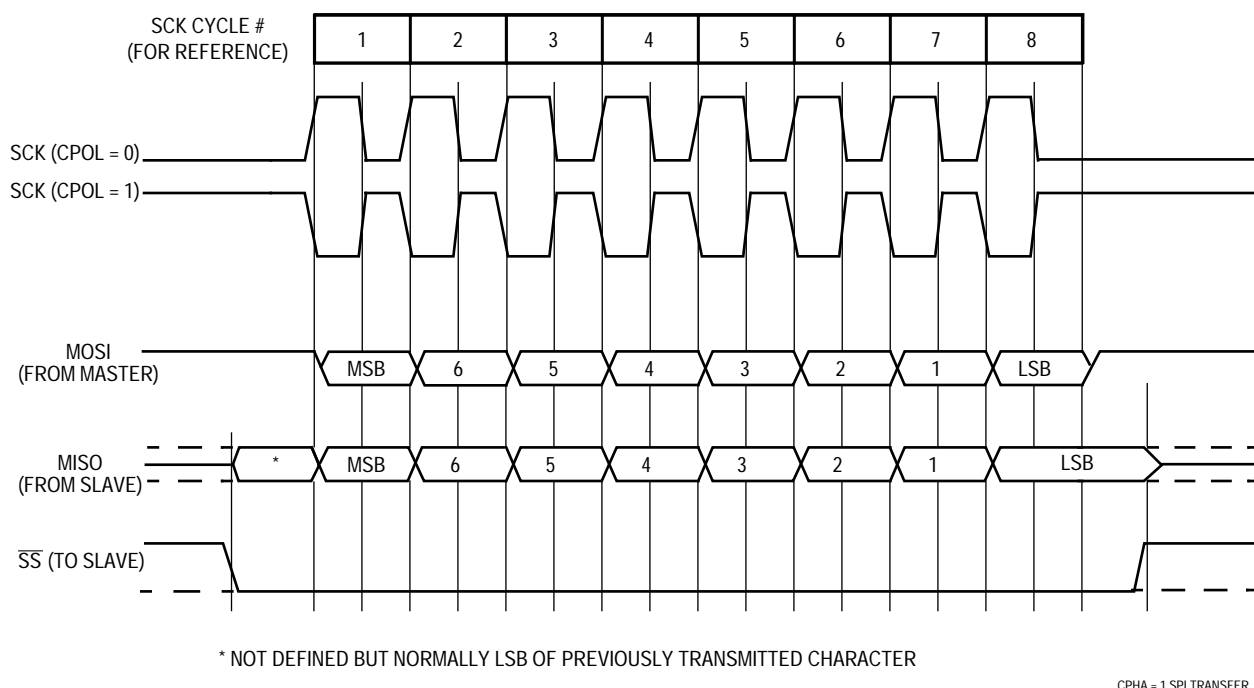 SCK CYCLE #
(FOR REFERENCE)
1 2 3 4 5 6 7 8
SCK (CPOL = 0)
SCK (CPOL = 1)
MOSI
(FROM MASTER)
MSB 6 5 4 3 2 1 LSB
MISO
(FROM SLAVE)
* MSB 6 5 4 3 2 1 LSB
SS (TO SLAVE)
* NOT DEFINED BUT NORMALLY LSB OF PREVIOUSLY TRANSMITTED CHARACTER
CPHA = 1 SPI TRANSFER